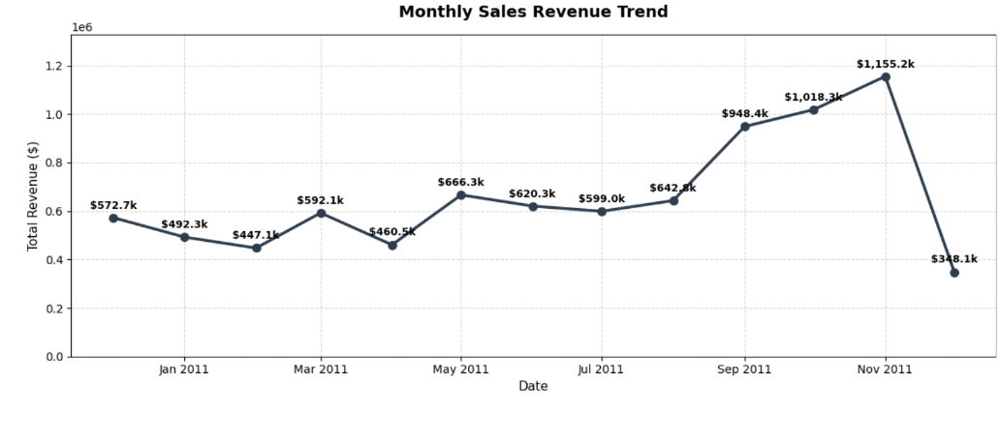 Monthly Sales Revenue Trend
1e6
1.2
1.0
0.8
0.6
0.4
0.2
0.0
Total Revenue ($)
$572.7k
$492.3k
$447.1k
$592.1k
$460.5k
$666.3k
$620.3k
$599.0k
$642.8k
$948.4k
$1,018.3k
$1,155.2k
$348.1k
Jan 2011
Mar 2011
May 2011
Jul 2011
Sep 2011
Nov 2011
Date